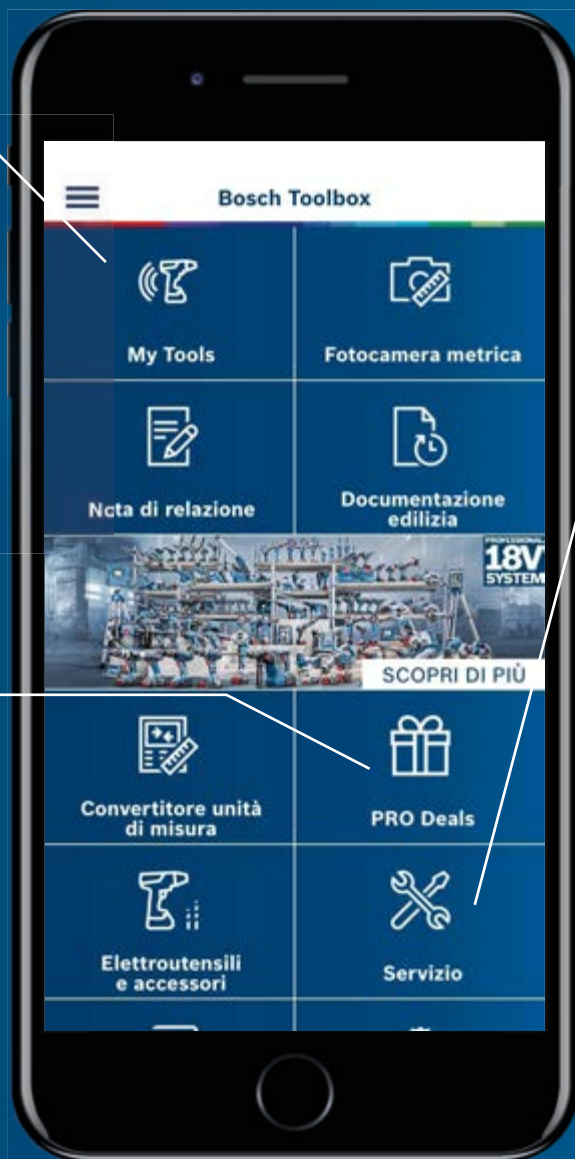 Bosch Toolbox
My Tools
Fotocamera metrica
Nota di relazione
Documentazione
edilizia
PROFESSIONAL
18V
SYSTEM
SCOPRI DI PIÙ
Convertitore unità
di misura
PRO Deals
Elettroutensili
e accessori
Servizio